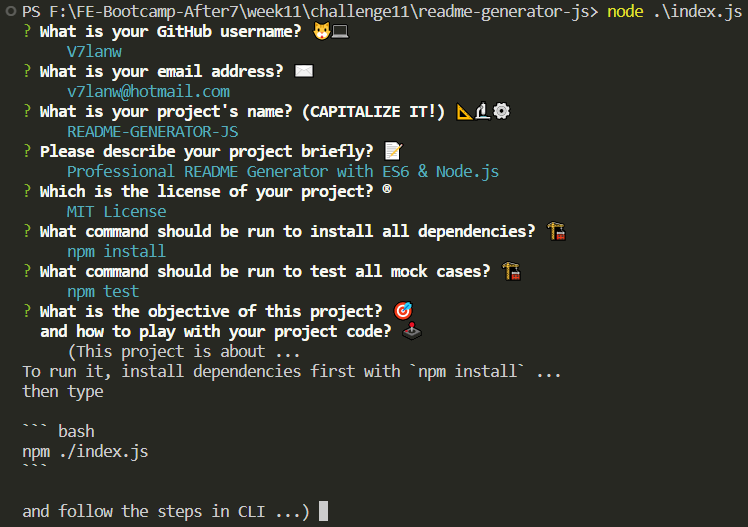 PS F:\FE-Bootcamp-After7\week11\challenge11\readme-generator-js> node .\index.js
? What is your GitHub username? 🐱💻
V7lanw
? What is your email address? ✉️
v7lanw@hotmail.com
? What is your project's name? (CAPITALIZE IT!) 📐🔬⚙️
README-GENERATOR-JS
? Please describe your project briefly? 📝
Professional README Generator with ES6 & Node.js
? Which is the license of your project? ®
MIT License
? What command should be run to install all dependencies? 🏗️
npm install
? What command should be run to test all mock cases? 🏗️
npm test
? What is the objective of this project? 🎯
and how to play with your project code? 🕹️
(This project is about ...
To run it, install dependencies first with `npm install` ...
then type
``` bash
npm ./index.js
```
and follow the steps in CLI ...)